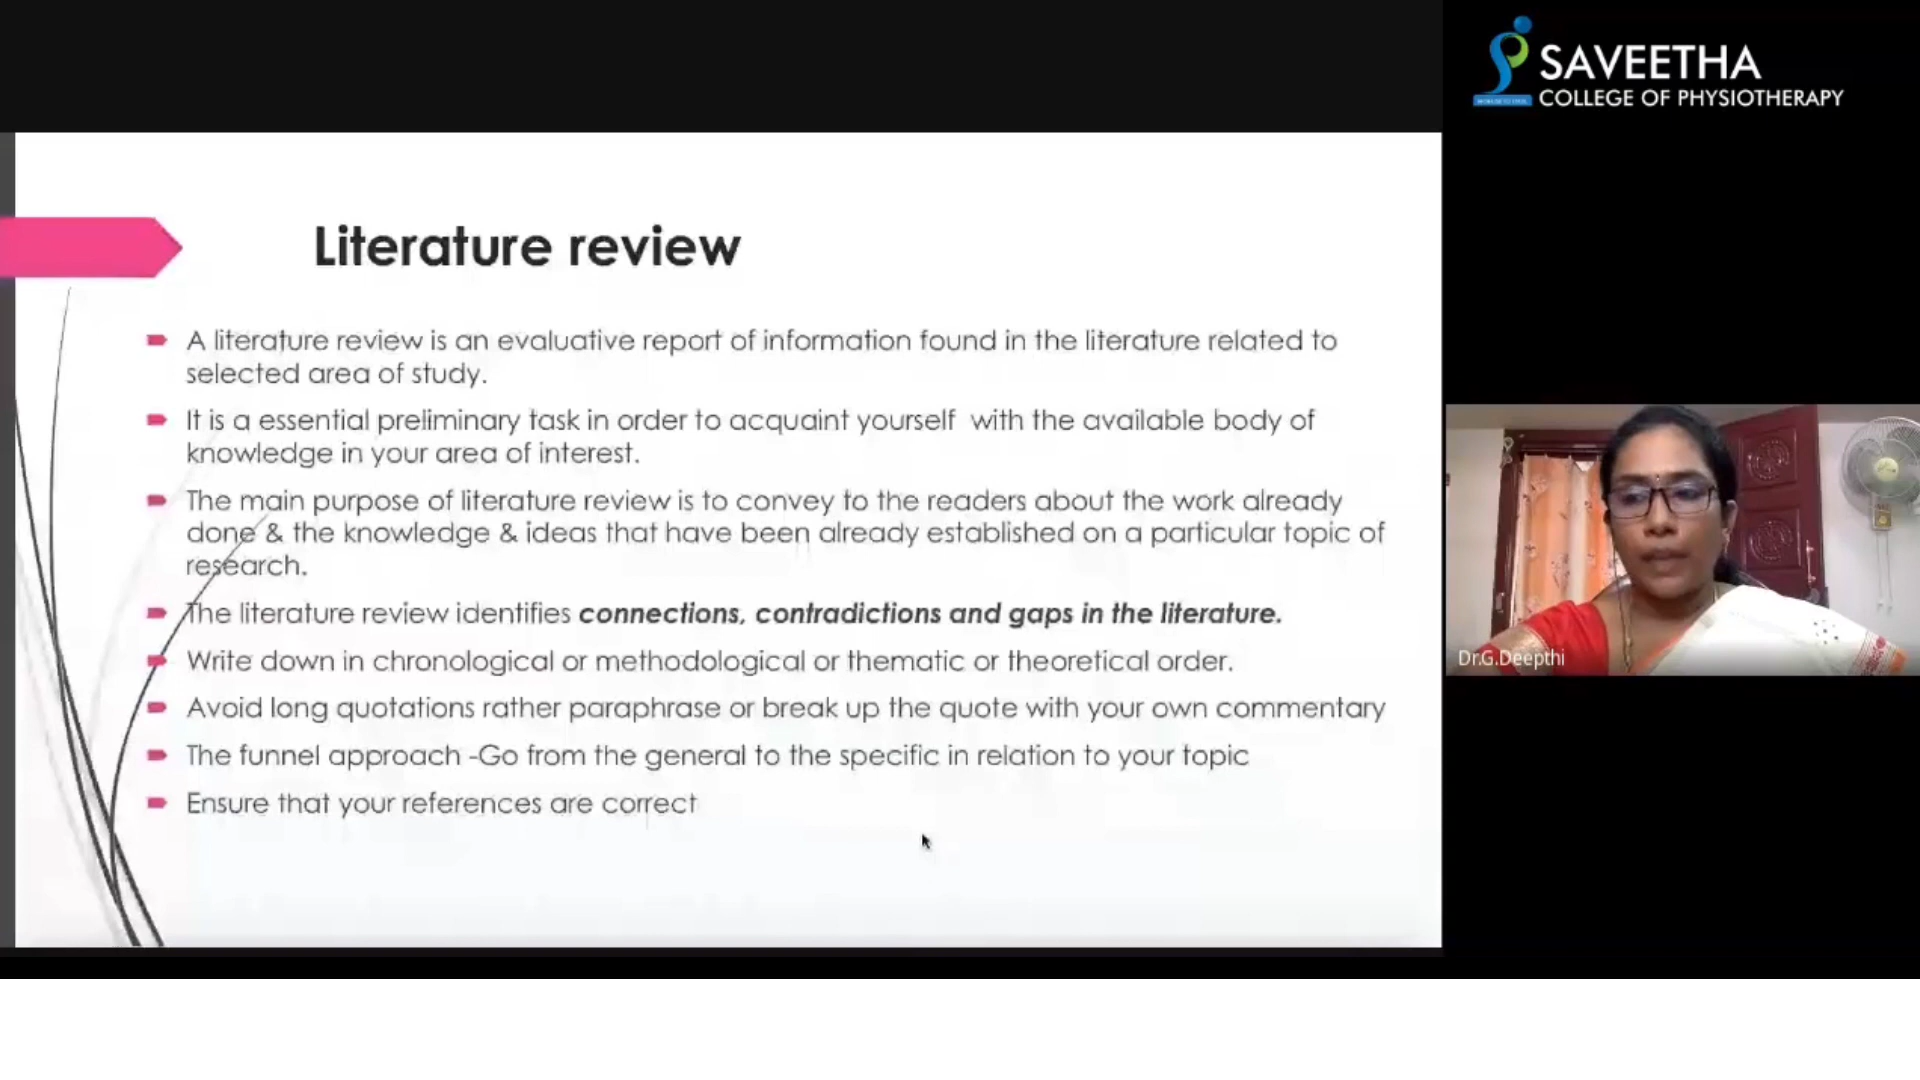 SAVEETHA
COLLEGE OF PHYSIOTHERAPY
Literature review
A literature review is an evaluative report of information found in the literature related to
selected area of study.
It is a essential preliminary task in order to acquaint yourself with the available body of
knowledge in your area of interest.
The main purpose of literature review is to convey to the readers about the work already
done & the knowledge & ideas that have been already established on a particular topic of
research.
The literature review identifies connections, contradictions and gaps in the literature.
Write down in chronological or methodological or thematic or theoretical order.
Avoid long quotations rather paraphrase or break up the quote with your own commentary
The funnel approach -Go from the general to the specific in relation to your topic
Ensure that your references are correct
Dr.G.Deepthi